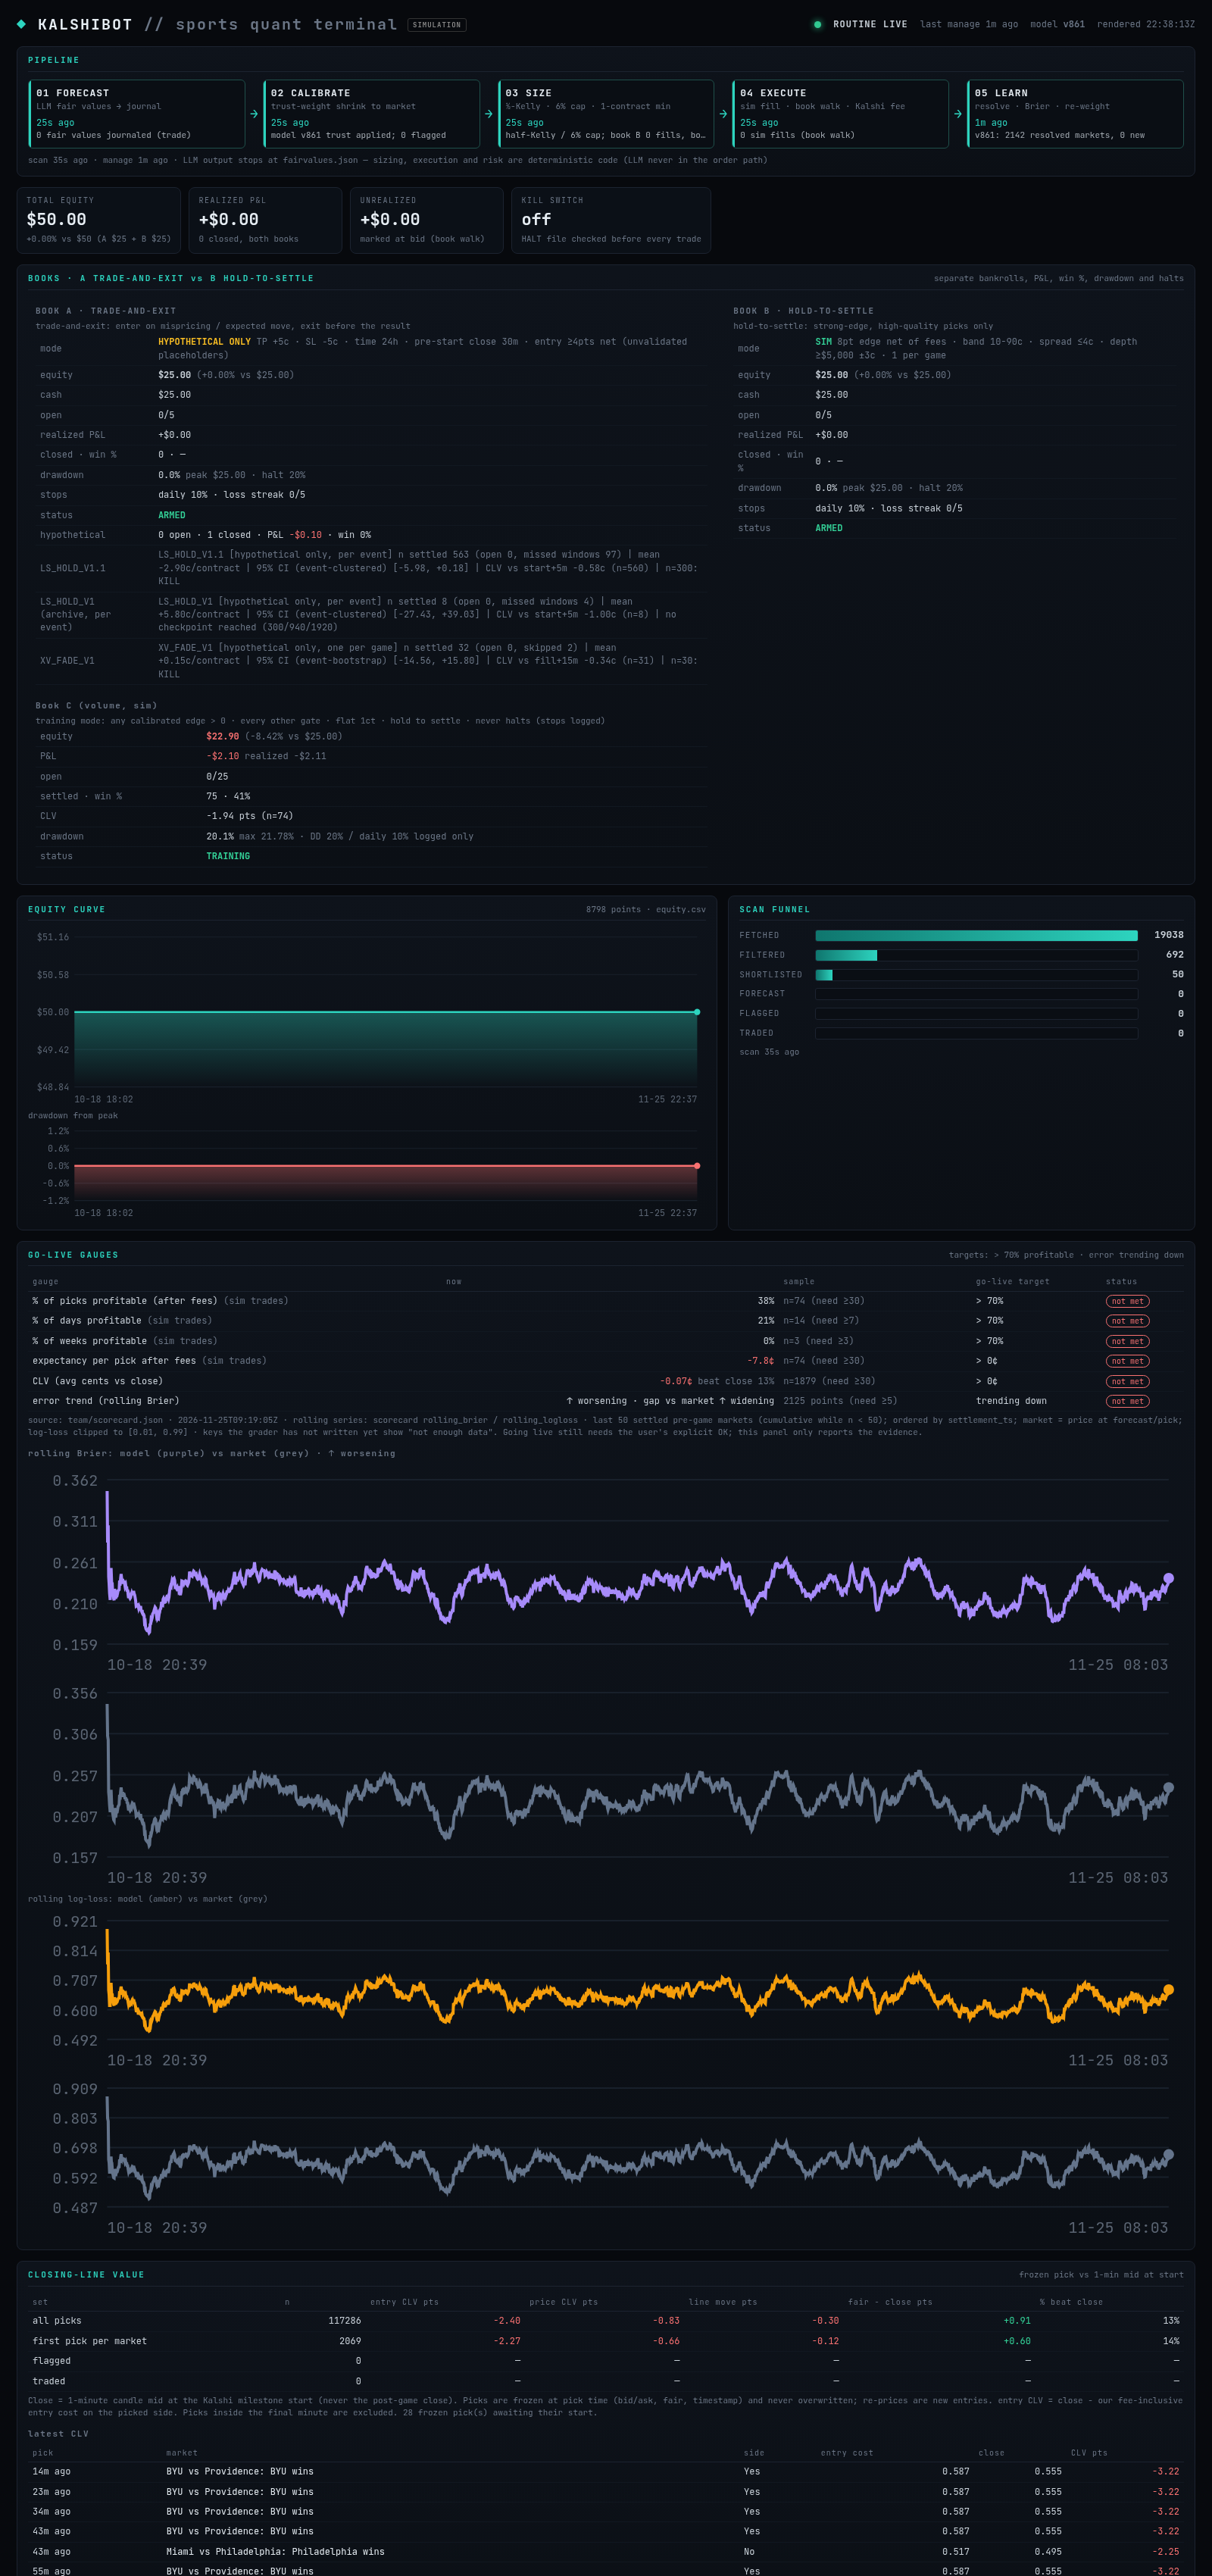 ◆ KALSHIBOT // sports quant terminal SIMULATION
ROUTINE LIVE last manage 1m ago model v861 rendered 22:38:13Z
PIPELINE
01 FORECAST
LLM fair values → journal
25s ago
0 fair values journaled (trade)
→
02 CALIBRATE
trust-weight shrink to market
25s ago
model v861 trust applied; 0 flagged
→
03 SIZE
½-Kelly · 6% cap · 1-contract min
25s ago
half-Kelly / 6% cap; book B 0 fills, bo…
→
04 EXECUTE
sim fill · book walk · Kalshi fee
25s ago
0 sim fills (book walk)
→
05 LEARN
resolve · Brier · re-weight
1m ago
v861: 2142 resolved markets, 0 new
scan 35s ago · manage 1m ago · LLM output stops at fairvalues.json — sizing, execution and risk are deterministic code (LLM never in the order path)
TOTAL EQUITY
$50.00
+0.00% vs $50 (A $25 + B $25)
REALIZED P&L
+$0.00
0 closed, both books
UNREALIZED
+$0.00
marked at bid (book walk)
KILL SWITCH
off
HALT file checked before every trade
BOOKS · A TRADE-AND-EXIT vs B HOLD-TO-SETTLE
separate bankrolls, P&L, win %, drawdown and halts
BOOK A · TRADE-AND-EXIT
trade-and-exit: enter on mispricing / expected move, exit before the result
mode HYPOTHETICAL ONLY TP +5c · SL -5c · time 24h · pre-start close 30m · entry ≥4pts net (unvalidated
placeholders)
equity $25.00 (+0.00% vs $25.00)
cash $25.00
open 0/5
realized P&L +$0.00
closed · win % 0 · —
drawdown 0.0% peak $25.00 · halt 20%
stops daily 10% · loss streak 0/5
status ARMED
hypothetical 0 open · 1 closed · P&L -$0.10 · win 0%
LS_HOLD_V1.1 LS_HOLD_V1.1 [hypothetical only, per event] n settled 563 (open 0, missed windows 97) | mean
-2.90c/contract | 95% CI (event-clustered) [-5.98, +0.18] | CLV vs start+5m -0.58c (n=560) | n=300:
KILL
LS_HOLD_V1 (archive, per event) LS_HOLD_V1 [hypothetical only, per event] n settled 8 (open 0, missed windows 4) | mean
+5.80c/contract | 95% CI (event-clustered) [-27.43, +39.03] | CLV vs start+5m -1.00c (n=8) | no
checkpoint reached (300/940/1920)
XV_FADE_V1 XV_FADE_V1 [hypothetical only, one per game] n settled 32 (open 0, skipped 2) | mean
+0.15c/contract | 95% CI (event-bootstrap) [-14.56, +15.80] | CLV vs fill+15m -0.34c (n=31) | n=30:
KILL
BOOK B · HOLD-TO-SETTLE
hold-to-settle: strong-edge, high-quality picks only
mode SIM 8pt edge net of fees · band 10-90c · spread ≤4c · depth
≥$5,000 ±3c · 1 per game
equity $25.00 (+0.00% vs $25.00)
cash $25.00
open 0/5
realized P&L +$0.00
closed · win % 0 · —
drawdown 0.0% peak $25.00 · halt 20%
stops daily 10% · loss streak 0/5
status ARMED
Book C (volume, sim)
training mode: any calibrated edge > 0 · every other gate · flat 1ct · hold to settle · never halts (stops logged)
equity $22.90 (-8.42% vs $25.00)
P&L -$2.10 realized -$2.11
open 0/25
settled · win % 75 · 41%
CLV -1.94 pts (n=74)
drawdown 20.1% max 21.78% · DD 20% / daily 10% logged only
status TRAINING
EQUITY CURVE
8798 points · equity.csv
$51.16
$50.58
$50.00
$49.42
$48.84
10-18 18:02 11-25 22:37
drawdown from peak
1.2%
0.6%
0.0%
-0.6%
-1.2%
10-18 18:02 11-25 22:37
SCAN FUNNEL
FETCHED 19038
FILTERED 692
SHORTLISTED 50
FORECAST 0
FLAGGED 0
TRADED 0
scan 35s ago
GO-LIVE GAUGES
targets: > 70% profitable · error trending down
gauge now sample go-live target status
% of picks profitable (after fees) (sim trades) 38% n=74 (need ≥30) > 70% not met
% of days profitable (sim trades) 21% n=14 (need ≥7) > 70% not met
% of weeks profitable (sim trades) 0% n=3 (need ≥3) > 70% not met
expectancy per pick after fees (sim trades) -7.8¢ n=74 (need ≥30) > 0¢ not met
CLV (avg cents vs close) -0.07¢ beat close 13% n=1879 (need ≥30) > 0¢ not met
error trend (rolling Brier) ↑ worsening · gap vs market ↑ widening 2125 points (need ≥5) trending down not met
source: team/scorecard.json · 2026-11-25T09:19:05Z · rolling series: scorecard rolling_brier / rolling_logloss · last 50 settled pre-game markets (cumulative while n < 50); ordered by settlement_ts; market = price at forecast/pick;
log-loss clipped to [0.01, 0.99] · keys the grader has not written yet show "not enough data". Going live still needs the user's explicit OK; this panel only reports the evidence.
rolling Brier: model (purple) vs market (grey) · ↑ worsening
0.362
0.311
0.261
0.210
0.159
10-18 20:39 11-25 08:03
0.356
0.306
0.257
0.207
0.157
10-18 20:39 11-25 08:03
rolling log-loss: model (amber) vs market (grey)
0.921
0.814
0.707
0.600
0.492
10-18 20:39 11-25 08:03
0.909
0.803
0.698
0.592
0.487
10-18 20:39 11-25 08:03
CLOSING-LINE VALUE
frozen pick vs 1-min mid at start
set n entry CLV pts price CLV pts line move pts fair - close pts % beat close
all picks 117286 -2.40 -0.83 -0.30 +0.91 13%
first pick per market 2069 -2.27 -0.66 -0.12 +0.60 14%
flagged 0 — — — — —
traded 0 — — — — —
Close = 1-minute candle mid at the Kalshi milestone start (never the post-game close). Picks are frozen at pick time (bid/ask, fair, timestamp) and never overwritten; re-prices are new entries. entry CLV = close - our fee-inclusive
entry cost on the picked side. Picks inside the final minute are excluded. 28 frozen pick(s) awaiting their start.
latest CLV
pick market side entry cost close CLV pts
14m ago BYU vs Providence: BYU wins Yes 0.587 0.555 -3.22
23m ago BYU vs Providence: BYU wins Yes 0.587 0.555 -3.22
34m ago BYU vs Providence: BYU wins Yes 0.587 0.555 -3.22
43m ago BYU vs Providence: BYU wins Yes 0.587 0.555 -3.22
43m ago Miami vs Philadelphia: Philadelphia wins No 0.517 0.495 -2.25
55m ago BYU vs Providence: BYU wins Yes 0.587 0.555 -3.22